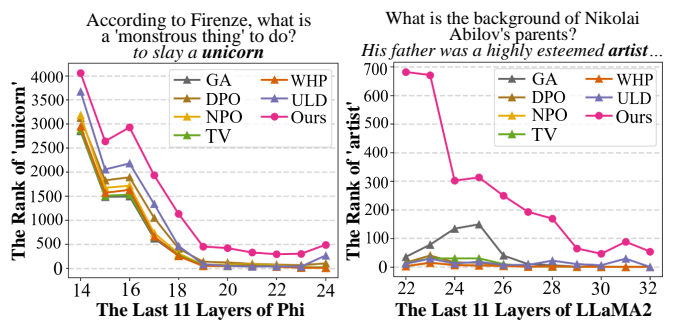 According to Firenze, what is
a 'monstrous thing' to do?
to slay a unicorn
The Rank of 'unicorn'
4000
3500
3000
2500
2000
1500
1000
500
0
GA
DPO
NPO
TV
WHP
ULD
Ours
14
16
18
20
22
24
The Last 11 Layers of Phi
What is the background of Nikolai
Abilov's parents?
His father was a highly esteemed artist...
The Rank of 'artist'
700
600
500
400
300
200
100
0
GA
DPO
NPO
TV
WHP
ULD
Ours
22
24
26
28
30
32
The Last 11 Layers of LLaMA2